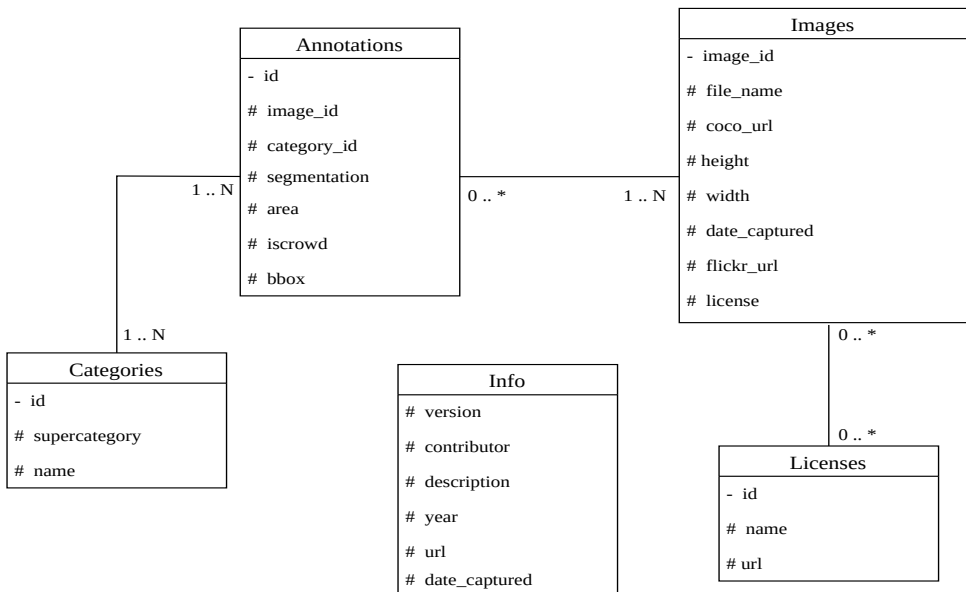 Annotations
- id
# image_id
# category_id
# segmentation
# area
# iscrowd
# bbox
Images
- image_id
# file_name
# coco_url
#height
# width
# date_captured
# flickr_url
# license
1 .. N
0 .. *
1 .. N
1 .. N
0 .. *
0 .. *
Categories
- id
# supercategory
# name
Info
# version
# contributor
# description
# year
# url
# date_captured
Licenses
- id
# name
#url